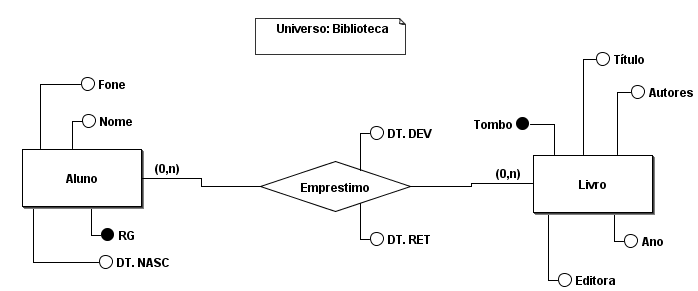 Universo: Biblioteca
Fone
Título
Nome
Autores
Tombo
DT. DEV
(0,n)
(0,n)
Aluno
Emprestimo
Livro
RG
DT. RET
Ano
DT. NASC
Editora